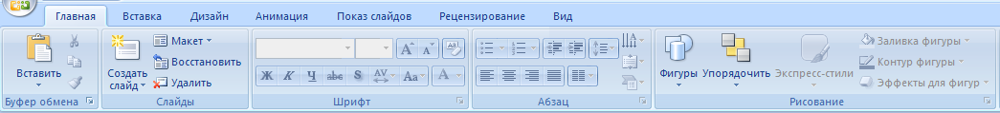 Главная Вставка Дизайн Анимация Показ слайдов Рецензирование Вид
Вставить
Буфер обмена
Создать слайд
Макет
Восстановить
Удалить
Слайды
A A
Ж К Ч abc S AV Aa A
Шрифт
Абзац
Фигуры Упорядочить Экспресс-стили
Заливка фигуры
Контур фигуры
Эффекты для фигур
Рисование